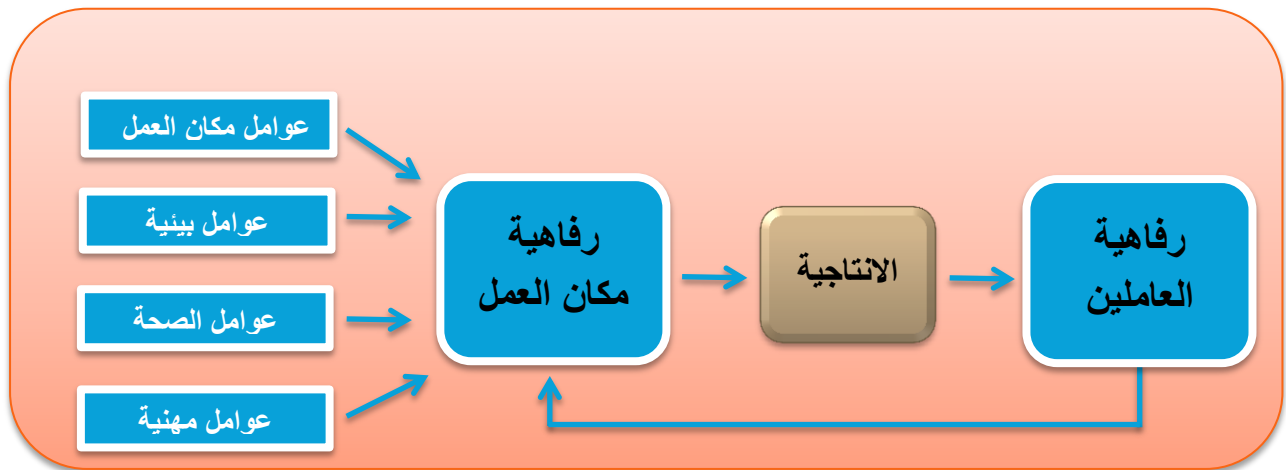 عوامل مكان العمل
عوامل بيئية
عوامل الصحة
عوامل مهنية
رفاهية
مكان العمل
الانتاجية
رفاهية
العاملين